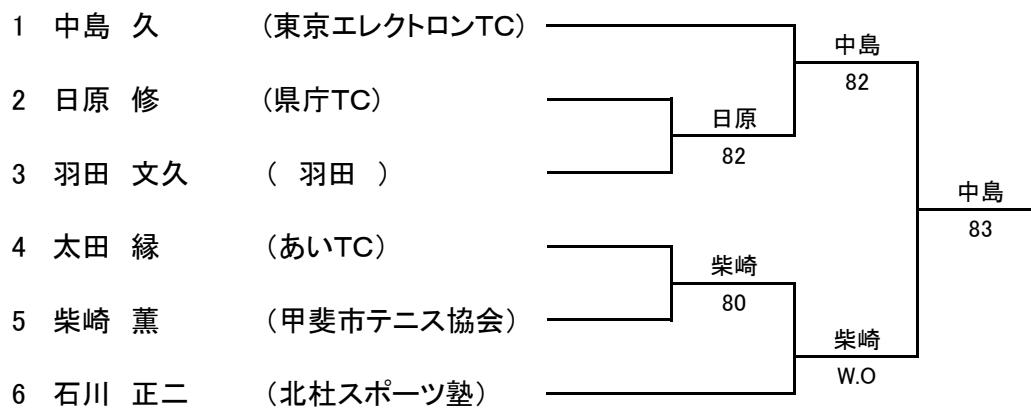 1 中島 久 (東京エレクトロンTC)
中島
82
2 日原 修 (県庁TC)
日原
82
3 羽田 文久 ( 羽田 )
中島
83
4 太田 縁 (あいTC)
柴崎
80
5 柴崎 薫 (甲斐市テニス協会)
柴崎
W.O
6 石川 正二 (北杜スポーツ塾)